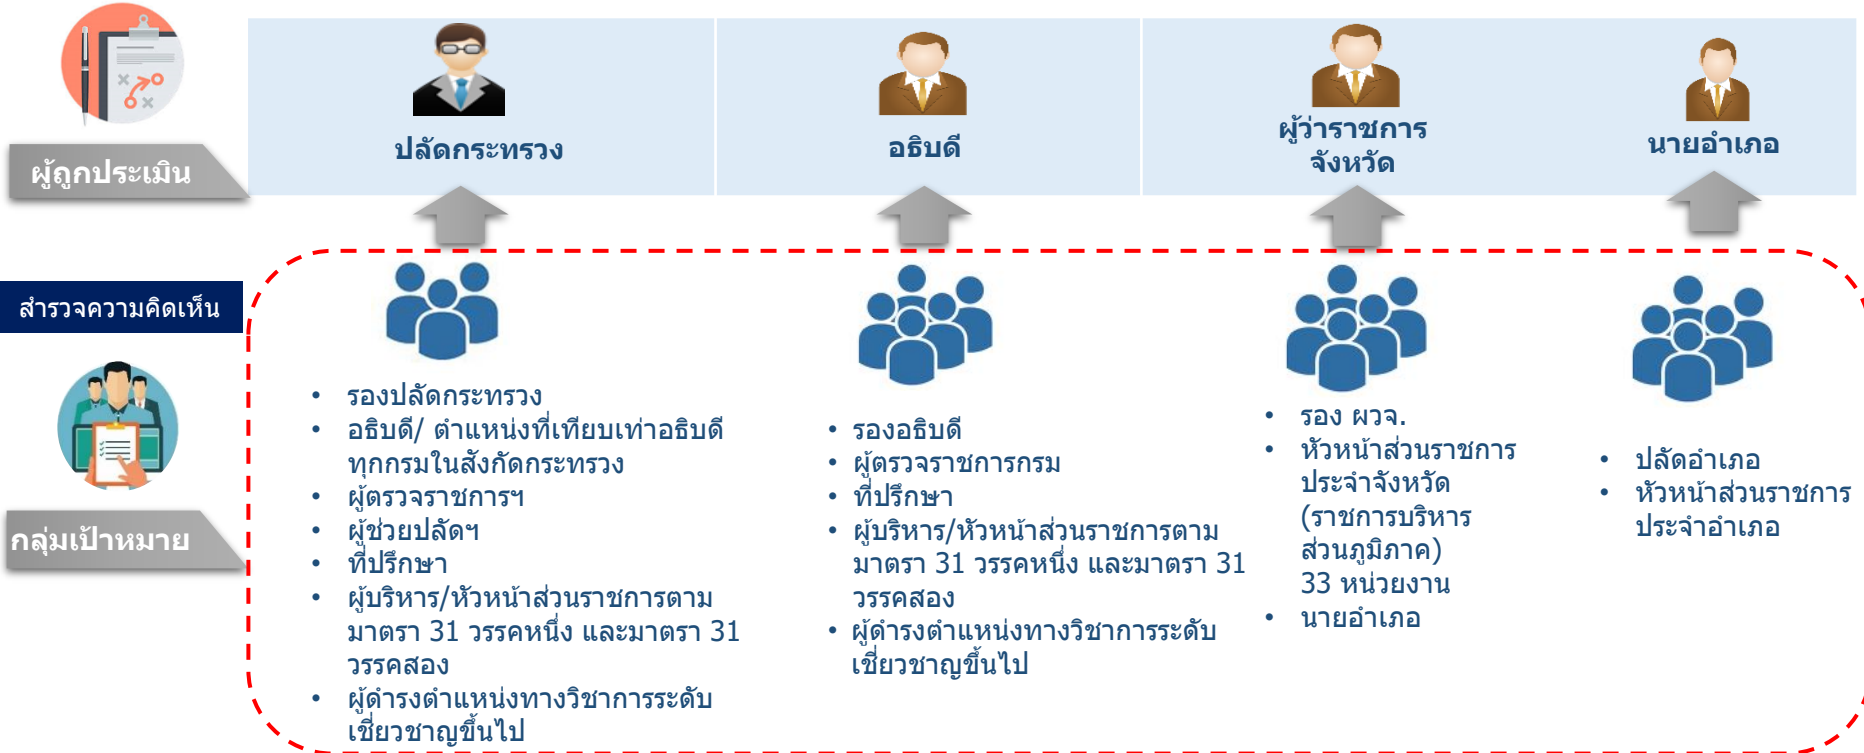 ผู้ถูกประเมิน
ปลัดกระทรวง
อธิบดี
ผู้ว่าราชการ
จังหวัด
นายอำเภอ
สำรวจความคิดเห็น
กลุ่มเป้าหมาย
• รองปลัดกระทรวง
• อธิบดี/ ตำแหน่งที่เทียบเท่าอธิบดี
ทุกกรมในสังกัดกระทรวง
• ผู้ตรวจราชการฯ
• ผู้ช่วยปลัดฯ
• ที่ปรึกษา
• ผู้บริหาร/หัวหน้าส่วนราชการตาม
มาตรา 31 วรรคหนึ่ง และมาตรา 31
วรรคสอง
• ผู้ดำรงตำแหน่งทางวิชาการระดับ
เชี่ยวชาญขึ้นไป
• รองอธิบดี
• ผู้ตรวจราชการกรม
• ที่ปรึกษา
• ผู้บริหาร/หัวหน้าส่วนราชการตาม
มาตรา 31 วรรคหนึ่ง และมาตรา 31
วรรคสอง
• ผู้ดำรงตำแหน่งทางวิชาการระดับ
เชี่ยวชาญขึ้นไป
• รอง ผวจ.
• หัวหน้าส่วนราชการ
ประจำจังหวัด
(ราชการบริหาร
ส่วนภูมิภาค)
33 หน่วยงาน
• นายอำเภอ
• ปลัดอำเภอ
• หัวหน้าส่วนราชการ
ประจำอำเภอ